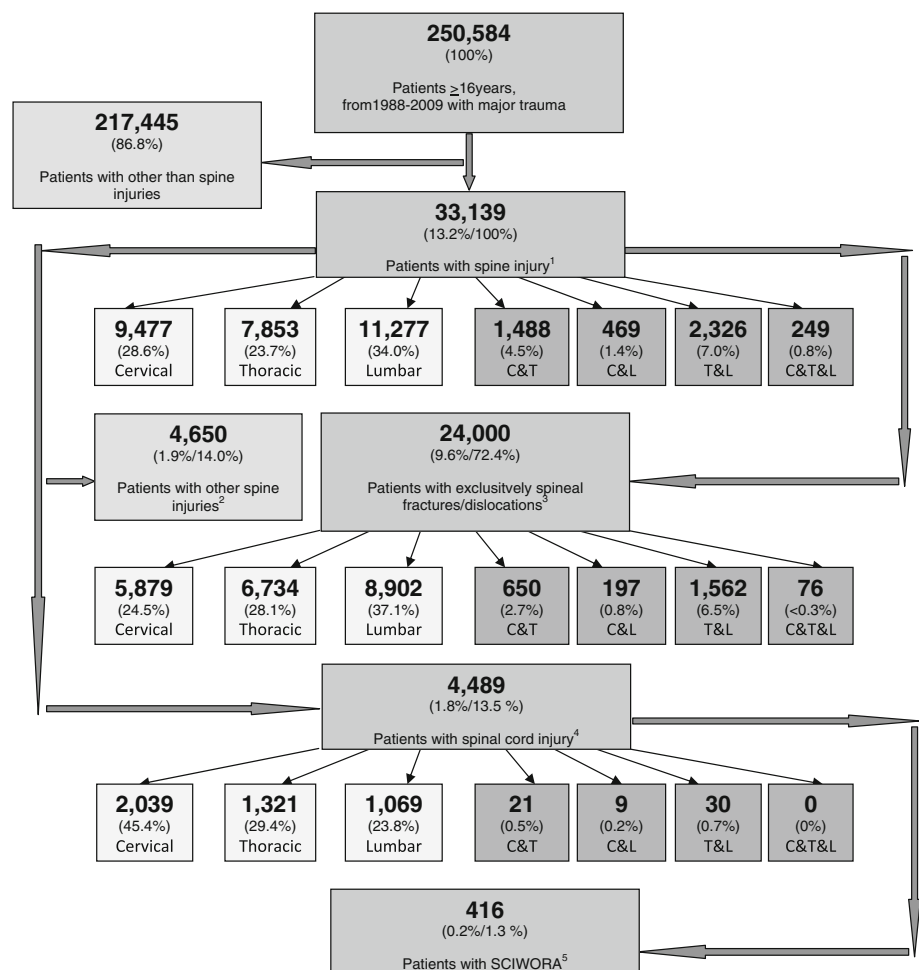 250,584
(100%)
Patients ≥16years,
from1988-2009 with major trauma
217,445
(86.8%)
Patients with other than spine
injuries
33,139
(13.2%/100%)
Patients with spine injury1
9,477
(28.6%)
Cervical
7,853
(23.7%)
Thoracic
11,277
(34.0%)
Lumbar
1,488
(4.5%)
C&T
469
(1.4%)
C&L
2,326
(7.0%)
T&L
249
(0.8%)
C&T&L
4,650
(1.9%/14.0%)
Patients with other spine
injuries2
24,000
(9.6%/72.4%)
Patients with exclusitvely spineal
fractures/dislocations3
5,879
(24.5%)
Cervical
6,734
(28.1%)
Thoracic
8,902
(37.1%)
Lumbar
650
(2.7%)
C&T
197
(0.8%)
C&L
1,562
(6.5%)
T&L
76
(<0.3%)
C&T&L
4,489
(1.8%/13.5 %)
Patients with spinal cord injury4
2,039
(45.4%)
Cervical
1,321
(29.4%)
Thoracic
1,069
(23.8%)
Lumbar
21
(0.5%)
C&T
9
(0.2%)
C&L
30
(0.7%)
T&L
0
(0%)
C&T&L
416
(0.2%/1.3 %)
Patients with SCIWORA5